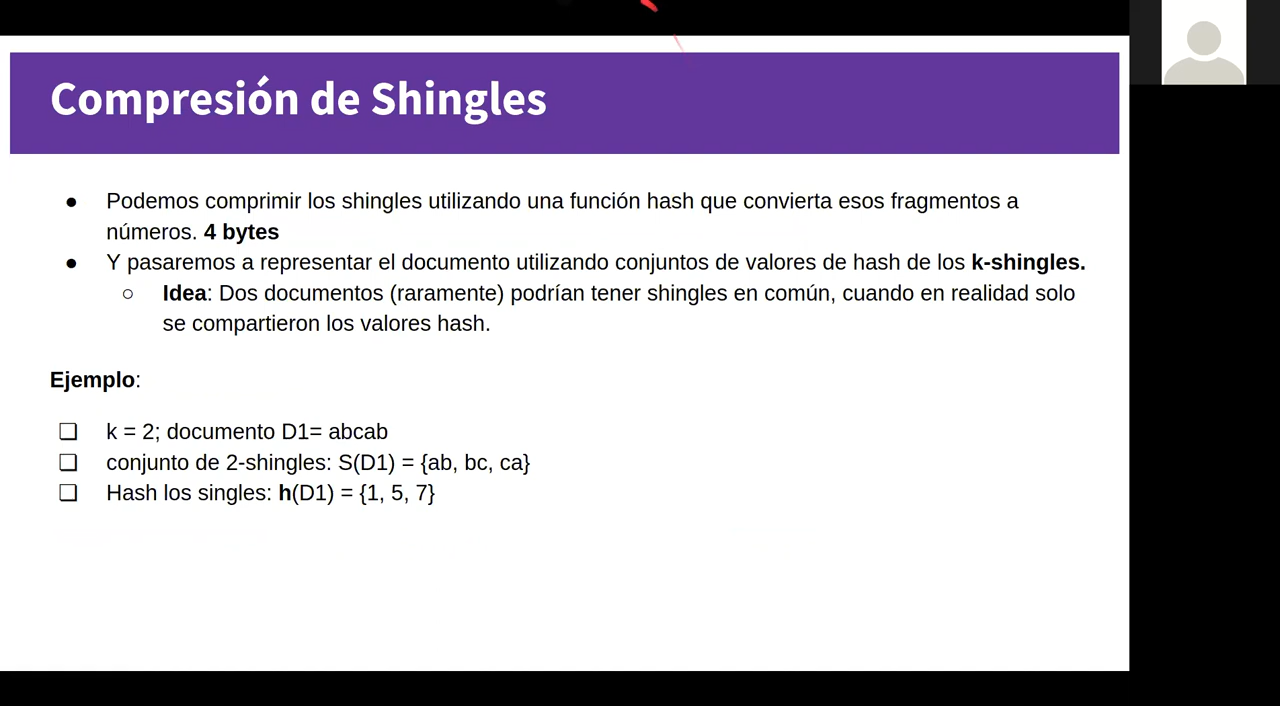 Compresión de Shingles
● Podemos comprimir los shingles utilizando una función hash que convierta esos fragmentos a
números. 4 bytes
● Y pasaremos a representar el documento utilizando conjuntos de valores de hash de los k-shingles.
○ Idea: Dos documentos (raramente) podrían tener shingles en común, cuando en realidad solo
se compartieron los valores hash.
Ejemplo:
❏ k = 2; documento D1= abcab
❏ conjunto de 2-shingles: S(D1) = {ab, bc, ca}
❏ Hash los singles: h(D1) = {1, 5, 7}